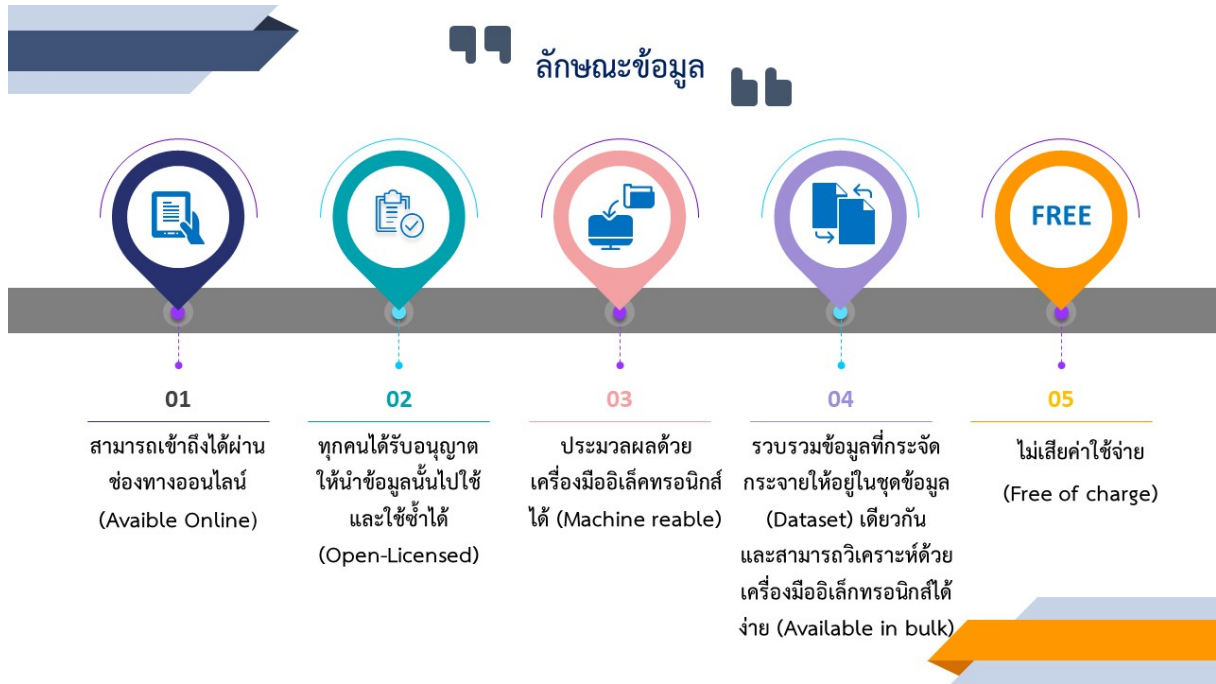 ลักษณะข้อมูล
FREE
01
สามารถเข้าถึงได้ผ่าน
ช่องทางออนไลน์
(Avaible Online)
02
ทุกคนได้รับอนุญาต
ให้นำข้อมูลนั้นไปใช้
และใช้ซ้ำได้
(Open-Licensed)
03
ประมวลผลด้วย
เครื่องมืออิเล็คทรอนิกส์
ได้ (Machine reable)
04
รวบรวมข้อมูลที่กระจัด
กระจายให้อยู่ในชุดข้อมูล
(Dataset) เดียวกัน
และสามารถวิเคราะห์ด้วย
เครื่องมืออิเล็กทรอนิกส์ได้
ง่าย (Available in bulk)
05
ไม่เสียค่าใช้จ่าย
(Free of charge)